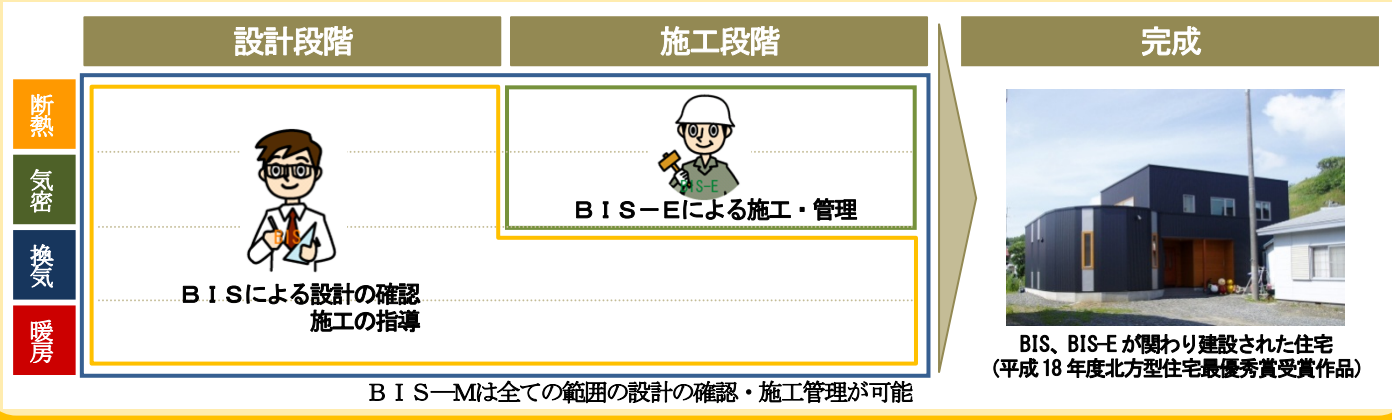 設計段階
施工段階
完成
断熱
気密
換気
暖房
BIS-E
ＢＩＳ－Ｅによる施工・管理
BIS
ＢＩＳによる設計の確認
施工の指導
BIS、BIS-E が関わり建設された住宅
（平成 18 年度北方型住宅最優秀賞受賞作品）
ＢＩＳ―Ｍは全ての範囲の設計の確認・施工管理が可能